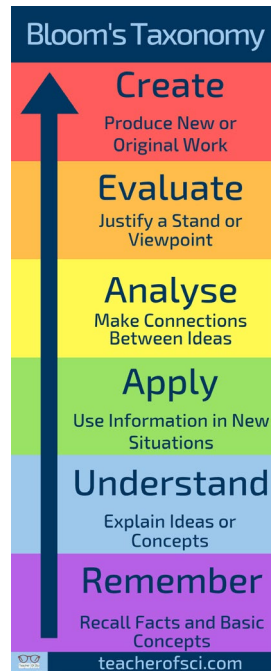 Bloom's Taxonomy
Create
Produce New or
Original Work
Evaluate
Justify a Stand or
Viewpoint
Analyse
Make Connections
Between Ideas
Apply
Use Information in New
Situations
Understand
Explain Ideas or
Concepts
Remember
Recall Facts and Basic
Concepts
teacherofsci.com